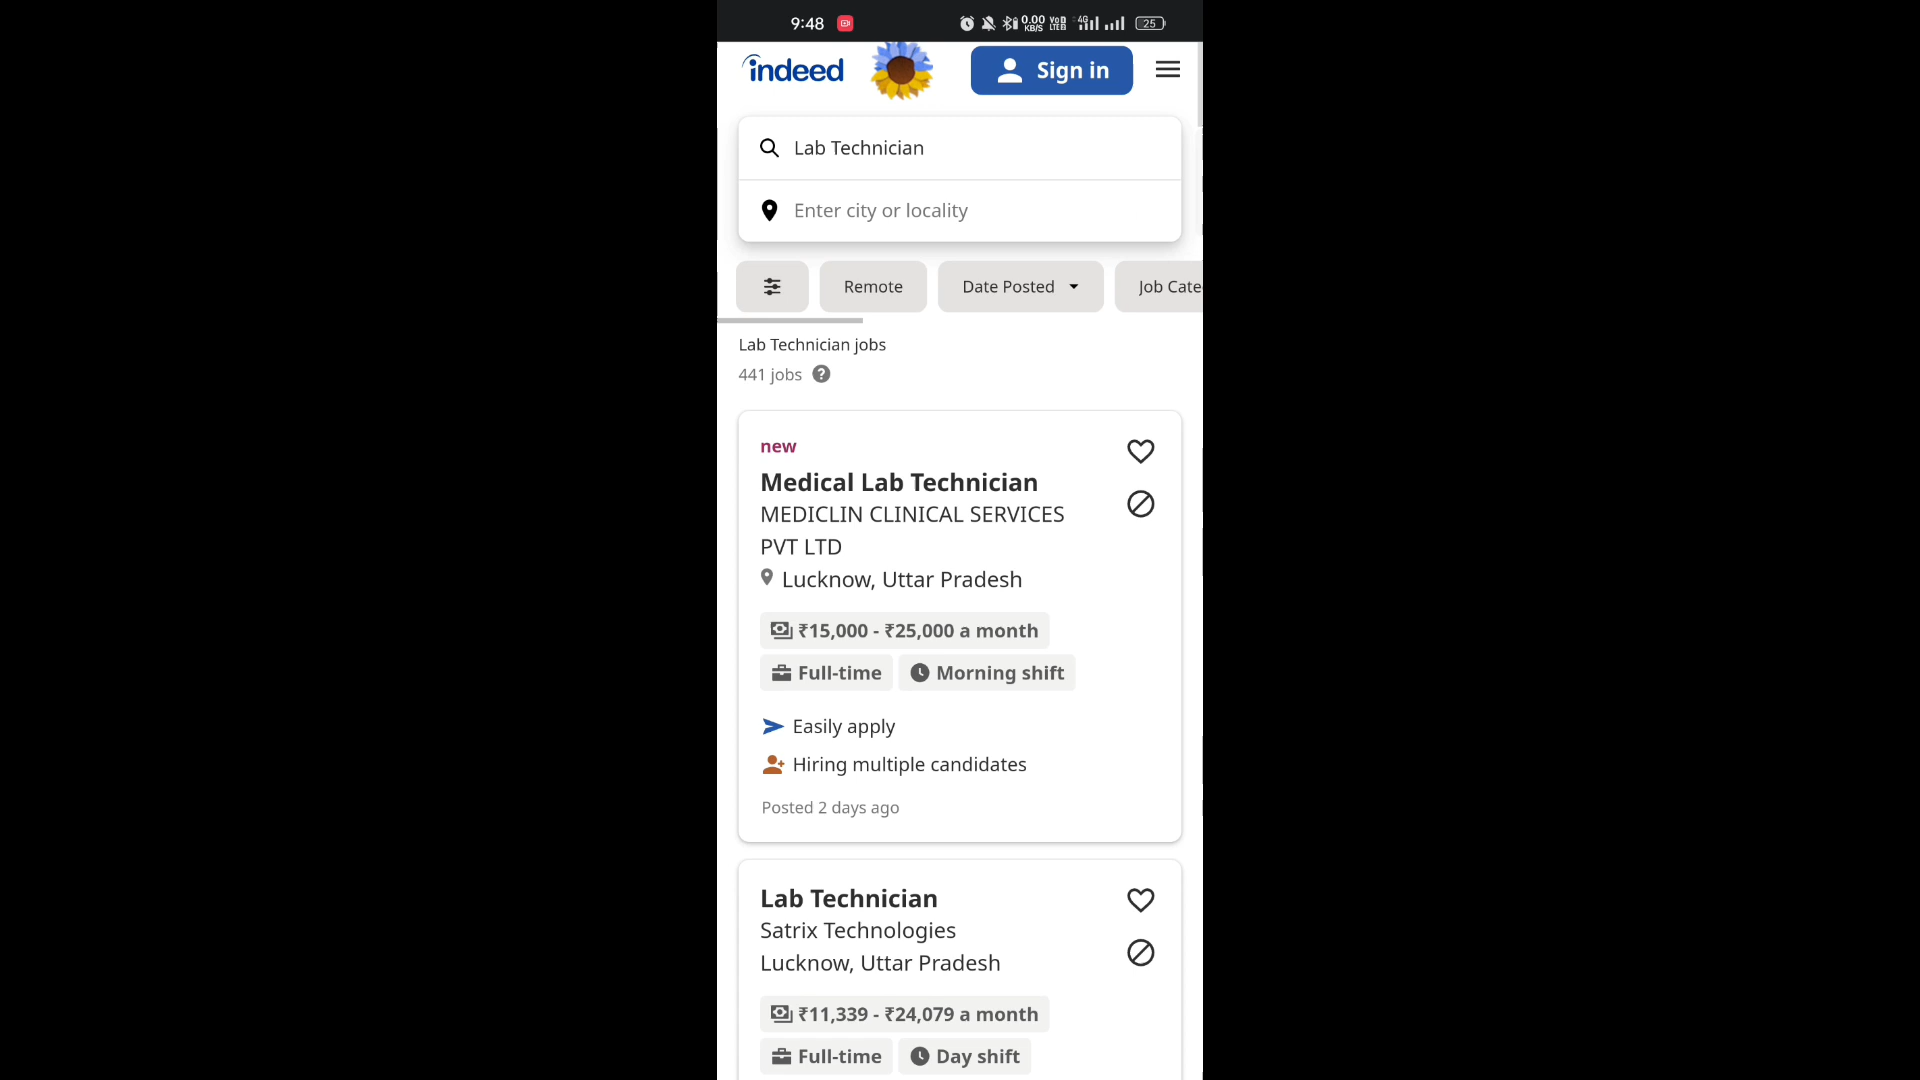 9:48 0.00 KB/S VoD LTE 4G 25
indeed Sign in
Lab Technician
Enter city or locality
Remote Date Posted Job Cate
Lab Technician jobs
441 jobs ?
new
Medical Lab Technician
MEDICLIN CLINICAL SERVICES
PVT LTD
Lucknow, Uttar Pradesh
₹15,000 - ₹25,000 a month
Full-time Morning shift
Easily apply
Hiring multiple candidates
Posted 2 days ago
Lab Technician
Satrix Technologies
Lucknow, Uttar Pradesh
₹11,339 - ₹24,079 a month
Full-time Day shift